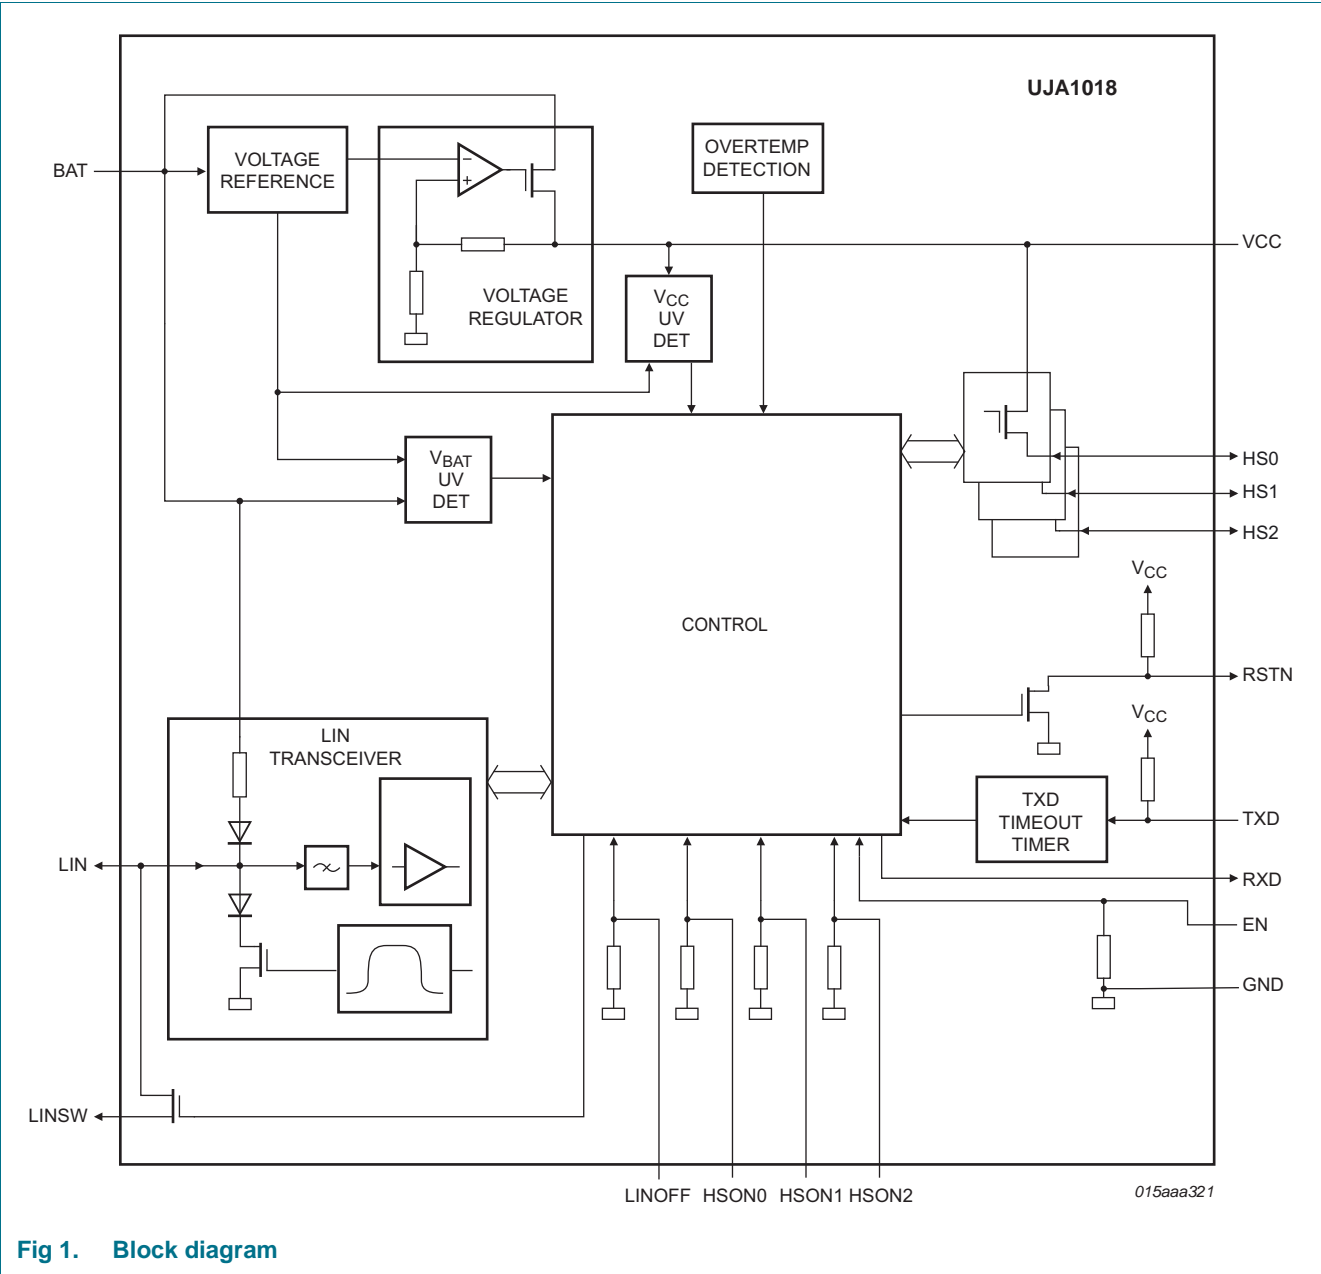 UJA1018
BAT
VOLTAGE
REFERENCE
−
+
VOLTAGE
REGULATOR
OVERTEMP
DETECTION
VCC
VCC
UV
DET
VBAT
UV
DET
HS0
HS1
HS2
CONTROL
VCC
RSTN
VCC
LIN
TRANSCEIVER
TXD
TIMEOUT
TIMER
TXD
LIN
RXD
EN
GND
LINSW
LINOFF HSON0 HSON1 HSON2
015aaa321
Fig 1. Block diagram